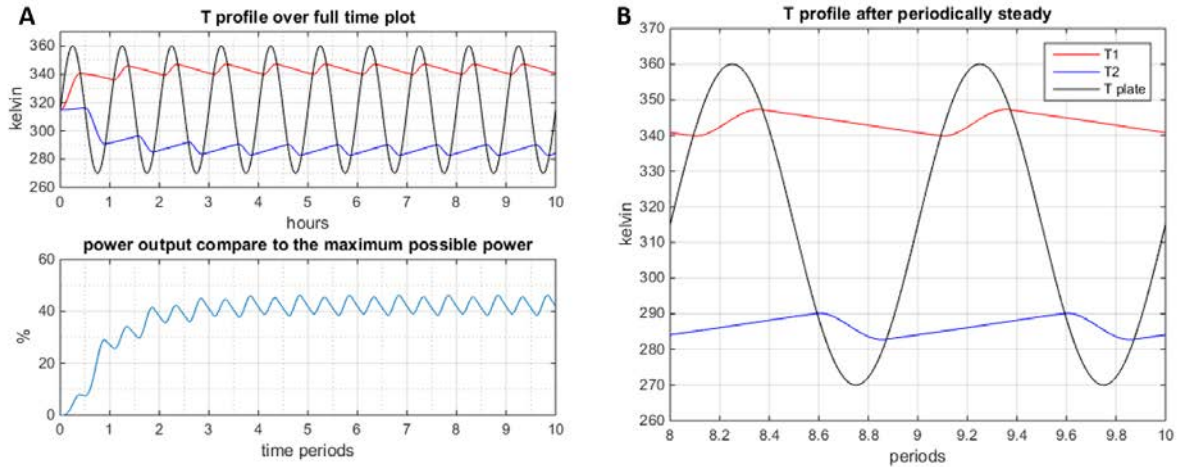 A
T profile over full time plot
kelvin
360
340
320
300
280
260
0 1 2 3 4 5 6 7 8 9 10
hours
power output compare to the maximum possible power
%
60
40
20
0
0 1 2 3 4 5 6 7 8 9 10
time periods
B
T profile after periodically steady
kelvin
370
360
350
340
330
320
310
300
290
280
270
260
T1
T2
T plate
8 8.2 8.4 8.6 8.8 9 9.2 9.4 9.6 9.8 10
periods